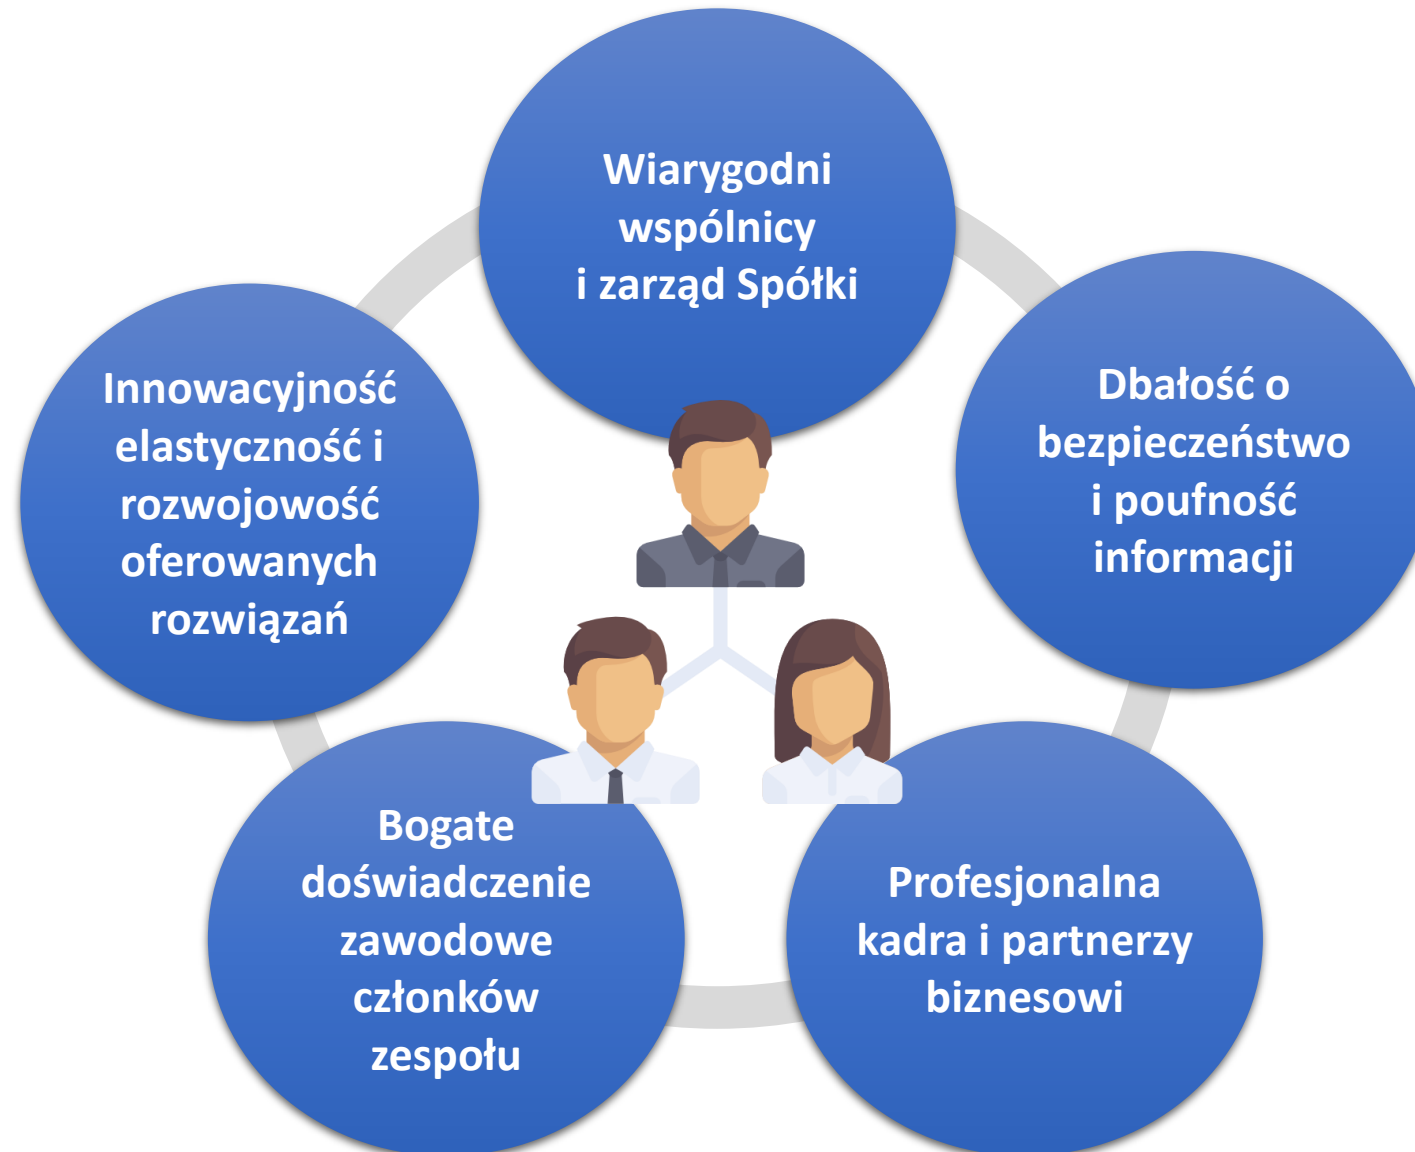 Wiarygodni
wspólnicy
i zarząd Spółki
Dbałość o
bezpieczeństwo
i poufność
informacji
Profesjonalna
kadra i partnerzy
biznesowi
Bogate
doświadczenie
zawodowe
członków
zespołu
Innowacyjność
elastyczność i
rozwojowość
oferowanych
rozwiązań